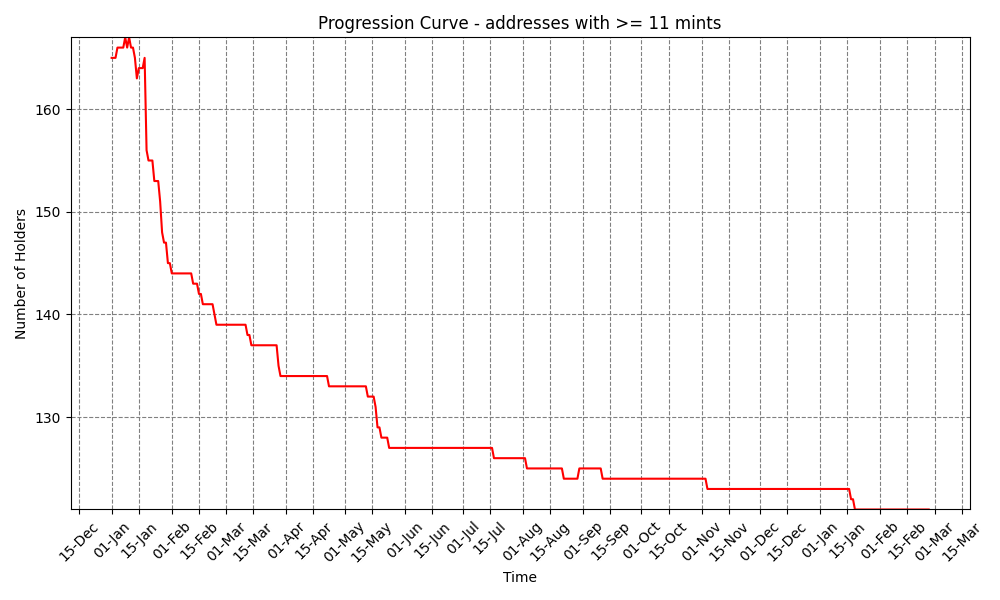 Progression Curve - addresses with >= 11 mints
Number of Holders
160
150
140
130
15-Dec
01-Jan
15-Jan
01-Feb
15-Feb
01-Mar
15-Mar
01-Apr
15-Apr
01-May
15-May
01-Jun
15-Jun
01-Jul
15-Jul
01-Aug
15-Aug
01-Sep
15-Sep
01-Oct
15-Oct
01-Nov
15-Nov
01-Dec
15-Dec
01-Jan
15-Jan
01-Feb
15-Feb
01-Mar
15-Mar
Time